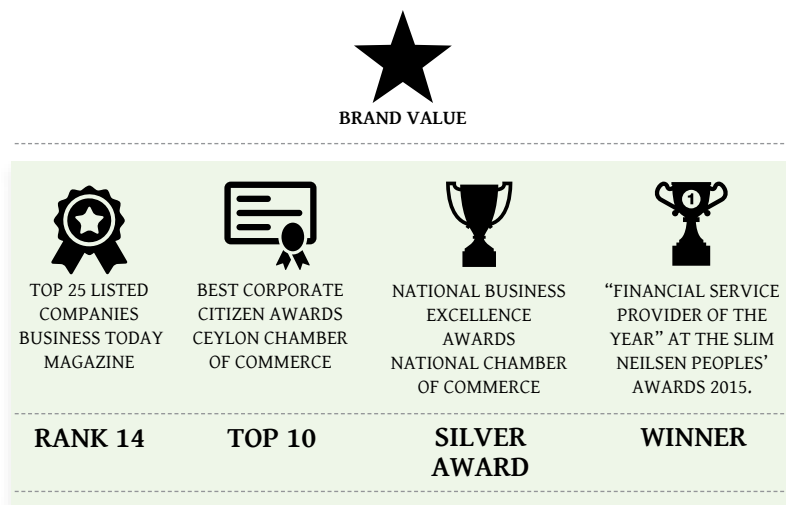 BRAND VALUE
TOP 25 LISTED
COMPANIES
BUSINESS TODAY
MAGAZINE
RANK 14
BEST CORPORATE
CITIZEN AWARDS
CEYLON CHAMBER
OF COMMERCE
TOP 10
NATIONAL BUSINESS
EXCELLENCE
AWARDS
NATIONAL CHAMBER
OF COMMERCE
SILVER
AWARD
1
“FINANCIAL SERVICE
PROVIDER OF THE
YEAR” AT THE SLIM
NEILSEN PEOPLES’
AWARDS 2015.
WINNER